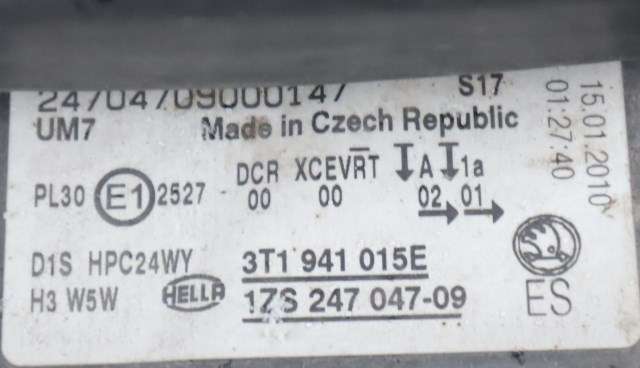 24704709000147 S17
UM7 Made in Czech Republic
15.01.2010
01:27:40
PL30 E1 2527 DCR XCEVRT A 1a
00 00 02 01
D1S HPC24WY 3T1 941 015E
H3 W5W HELLA 1ZS 247 047-09 ES